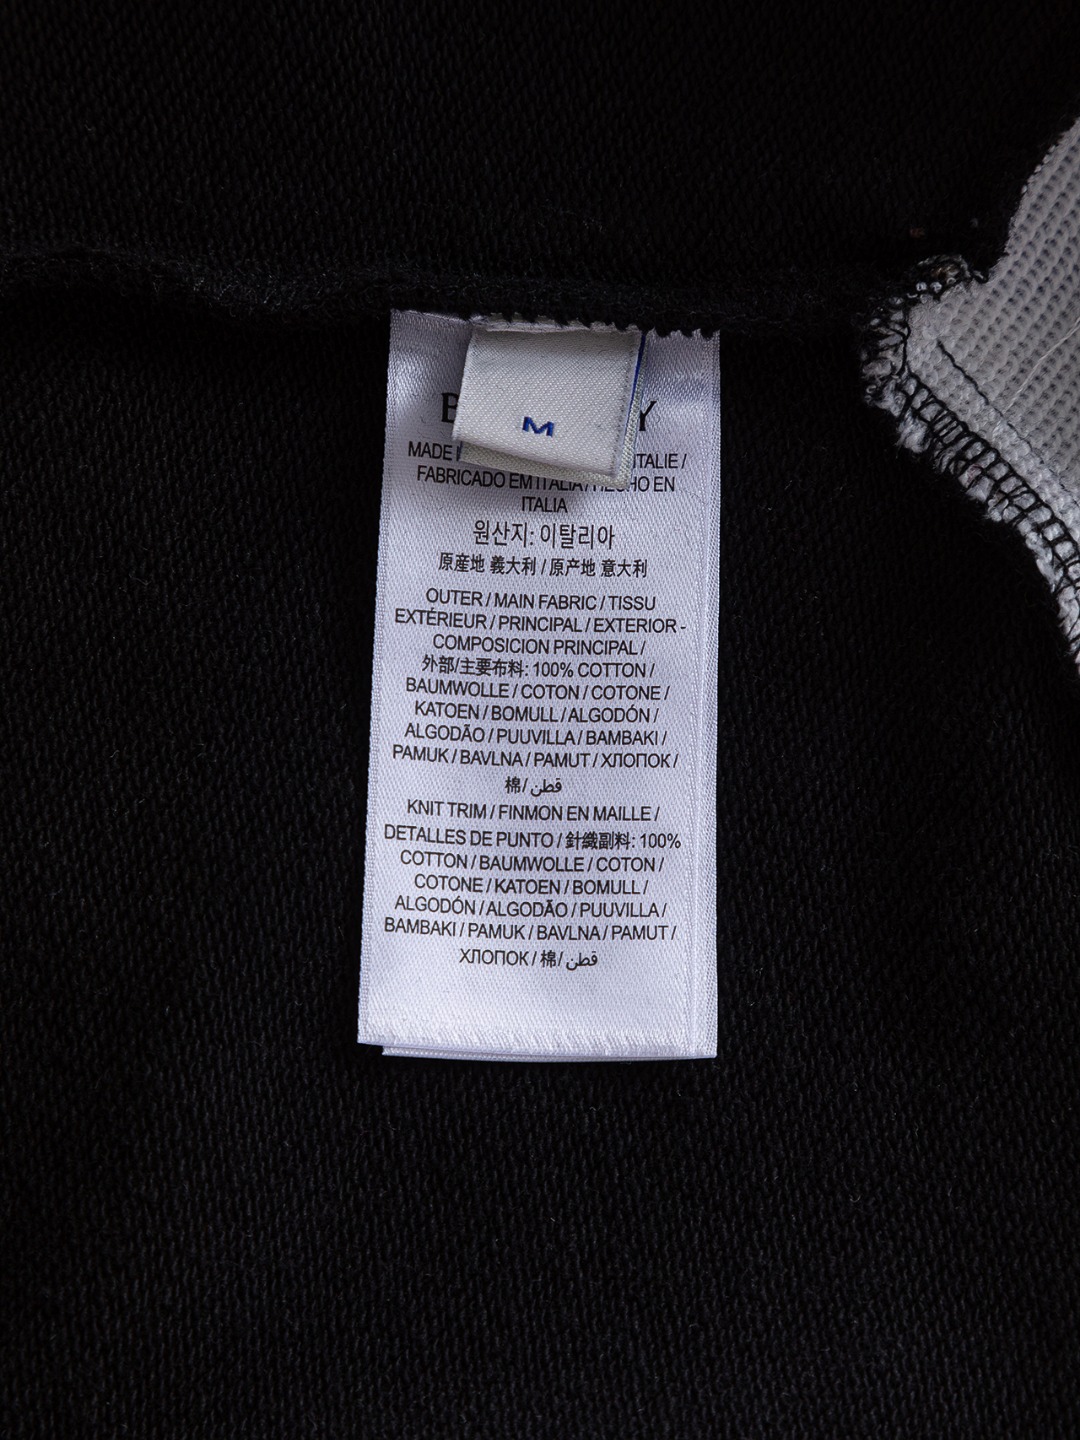 M
MADE ITALIE /
FABRICADO EM ITALIA / HECHO EN
ITALIA
원산지: 이탈리아
原産地 義大利 / 原产地 意大利
OUTER / MAIN FABRIC / TISSU
EXTÉRIEUR / PRINCIPAL / EXTERIOR -
COMPOSICION PRINCIPAL /
外部/主要布料: 100% COTTON /
BAUMWOLLE / COTON / COTONE /
KATOEN / BOMULL / ALGODÓN /
ALGODÃO / PUUVILLA / BAMBAKI /
PAMUK / BAVLNA / PAMUT / ХЛОПОК /
棉/ قطن
KNIT TRIM / FINMON EN MAILLE /
DETALLES DE PUNTO / 針織副料: 100%
COTTON / BAUMWOLLE / COTON /
COTONE / KATOEN / BOMULL /
ALGODÓN / ALGODÃO / PUUVILLA /
BAMBAKI / PAMUK / BAVLNA / PAMUT /
ХЛОПОК / 棉/ قطن